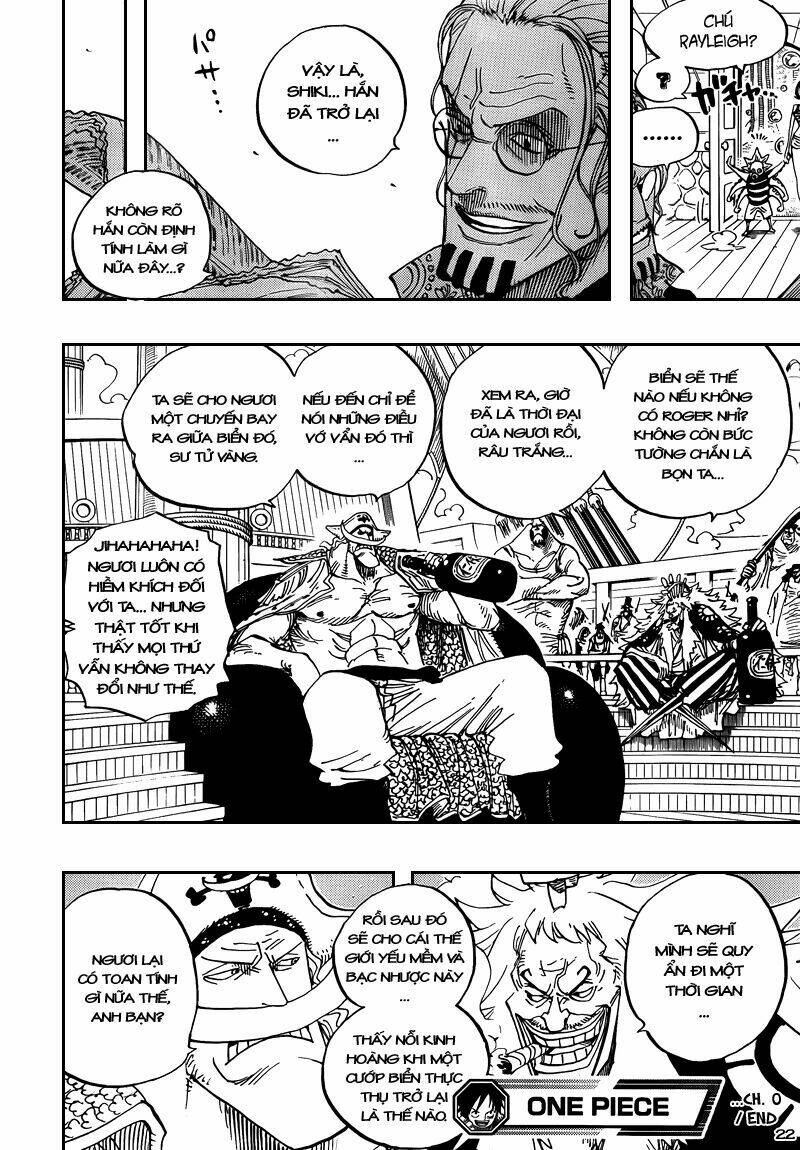 CHÚ
RAYLEIGH?
?
ガチャ…
……
VẬY LÀ,
SHIKI... HẮN
ĐÃ TRỞ LẠI
...
パサ…
KHÔNG RÕ
HẮN CÒN ĐỊNH
TÍNH LÀM GÌ
NỮA ĐÂY...?
BIỂN SẼ THẾ
NÀO NẾU KHÔNG
CÓ ROGER NHỈ?
KHÔNG CÒN BỨC
TƯỜNG CHẮN LÀ
BỌN TA...
XEM RA, GIỜ
ĐÃ LÀ THỜI ĐẠI
CỦA NGƯƠI RỒI,
RÂU TRẮNG...
NẾU ĐẾN CHỈ ĐỂ
NÓI NHỮNG ĐIỀU
VỚ VẨN ĐÓ THÌ
...
TA SẼ CHO NGƯƠI
MỘT CHUYẾN BAY
RA GIỮA BIỂN ĐÓ,
SƯ TỬ VÀNG.
JIHAHAHAHA!
NGƯƠI LUÔN CÓ
HIỀM KHÍCH ĐỐI
VỚI TA... NHƯNG
THẬT TỐT KHI
THẤY MỌI THỨ
VẪN KHÔNG THAY
ĐỔI NHƯ THẾ.
TA NGHĨ
MÌNH SẼ QUY
ẨN ĐI MỘT
THỜI GIAN
...
RỒI SAU ĐÓ
SẼ CHO CÁI THẾ
GIỚI YẾU MỀM VÀ
BẠC NHƯỢC NÀY
...
THẤY NỖI KINH
HOÀNG KHI MỘT
CƯỚP BIỂN THỰC
THỤ TRỞ LẠI
LÀ THẾ NÀO.
NGƯƠI LẠI
CÓ TOAN TÍNH
GÌ NỮA THẾ,
ANH BẠN?
ONE PIECE
...CH. 0
/ END
22